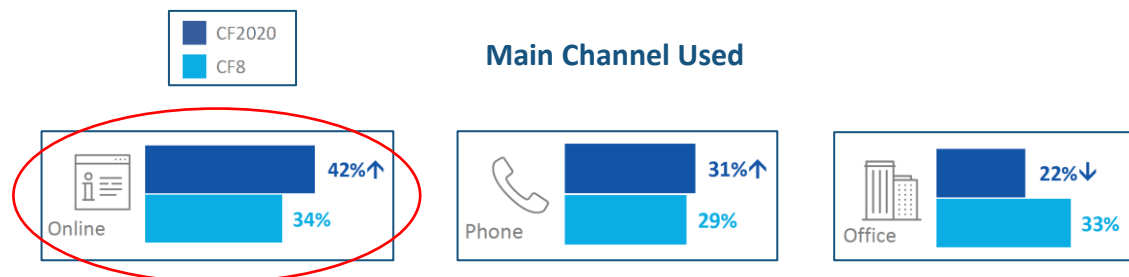 CF2020
CF8
Main Channel Used
Online
42%↑
34%
Phone
31%↑
29%
Office
22%↓
33%